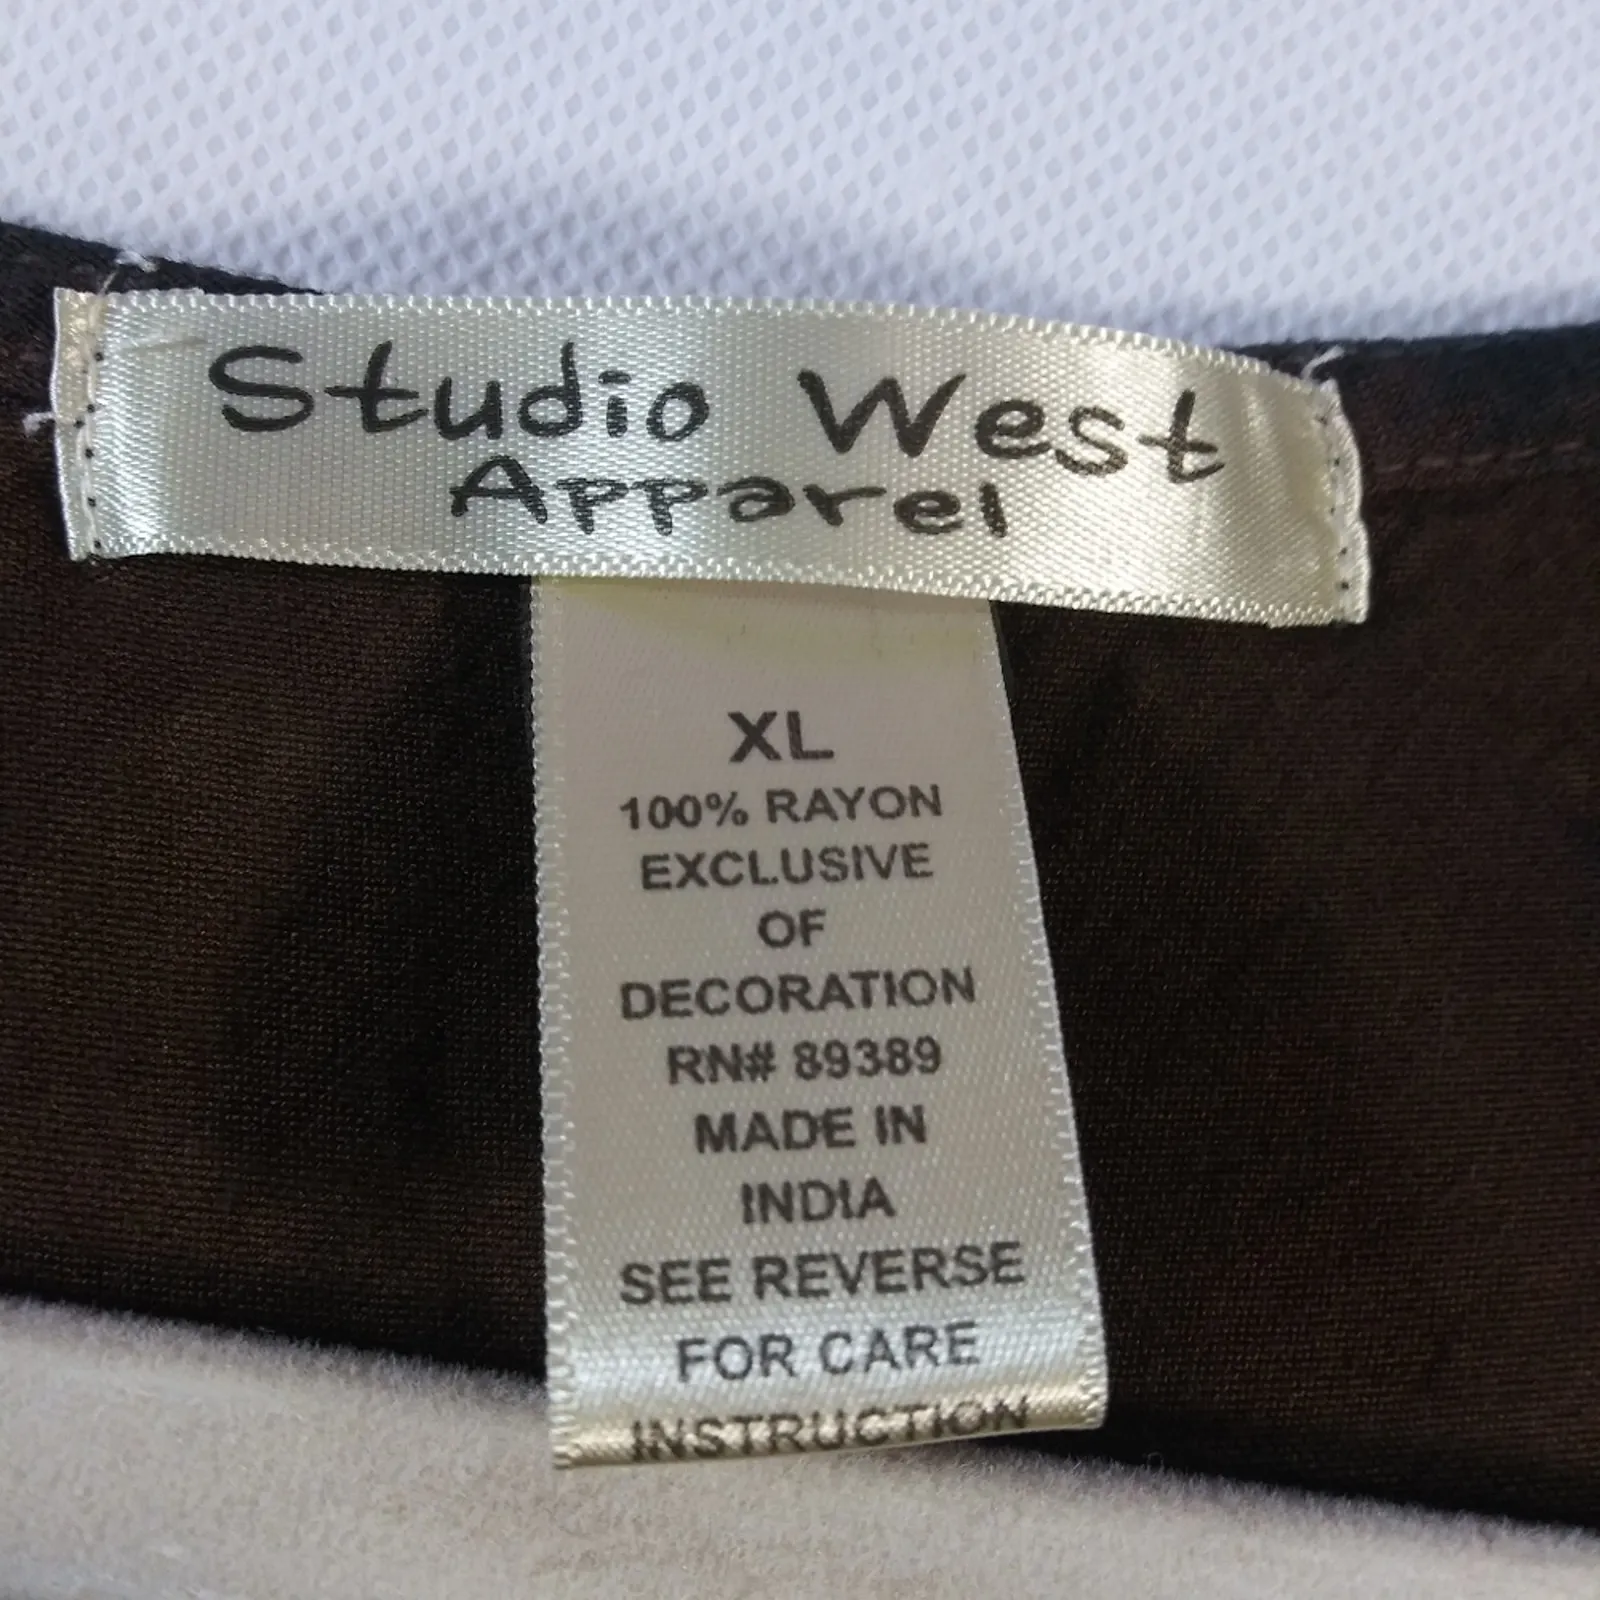 Studio West
Apparel
XL
100% RAYON
EXCLUSIVE
OF
DECORATION
RN# 89389
MADE IN
INDIA
SEE REVERSE
FOR CARE
INSTRUCTION